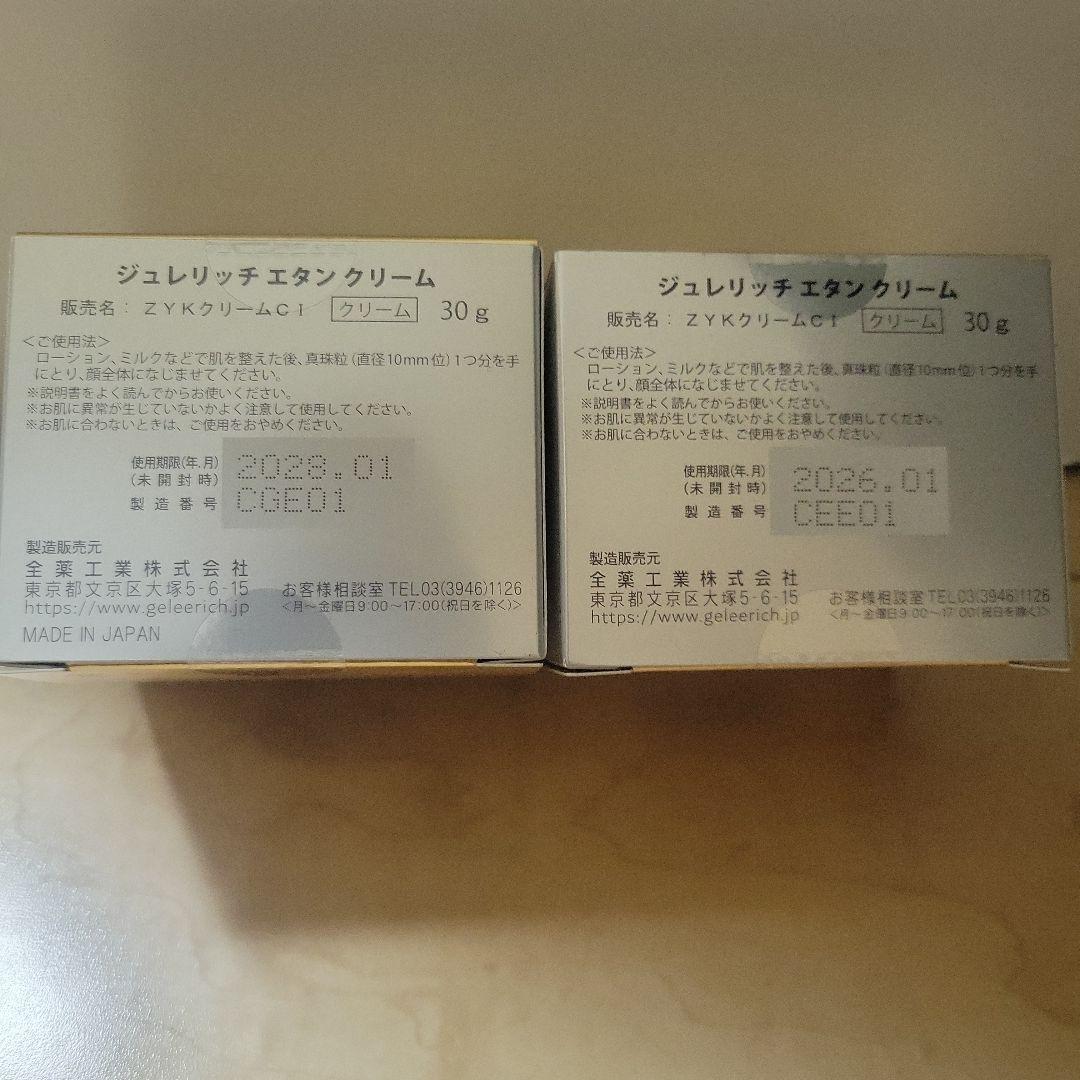 ジュレリッチ エタン クリーム
販売名： ZYKクリームCI クリーム 30g
＜ご使用法＞
ローション、ミルクなどで肌を整えた後、真珠粒（直径10mm位）1つ分を手
にとり、顔全体になじませてください。
※説明書をよく読んでからお使いください。
※お肌に異常が生じていないかよく注意して使用してください。
※お肌に合わないときは、ご使用をおやめください。
使用期限(年.月) 2028.01
（未開封時）
製造番号 CGE01
製造販売元
全薬工業株式会社
東京都文京区大塚5-6-15 お客様相談室 TEL03(3946)1126
https://www.geleerich.jp <月～金曜日9:00～17:00(祝日を除く)>
MADE IN JAPAN
ジュレリッチ エタン クリーム
販売名： ZYKクリームCI クリーム 30g
＜ご使用法＞
ローション、ミルクなどで肌を整えた後、真珠粒（直径10mm位）1つ分を手
にとり、顔全体になじませてください。
※説明書をよく読んでからお使いください。
※お肌に異常が生じていないかよく注意して使用してください。
※お肌に合わないときは、ご使用をおやめください。
使用期限(年.月) 2026.01
（未開封時）
製造番号 CEE01
製造販売元
全薬工業株式会社
東京都文京区大塚5-6-15 お客様相談室 TEL03(3946)1126
https://www.geleerich.jp <月～金曜日9:00～17:00(祝日を除く)>